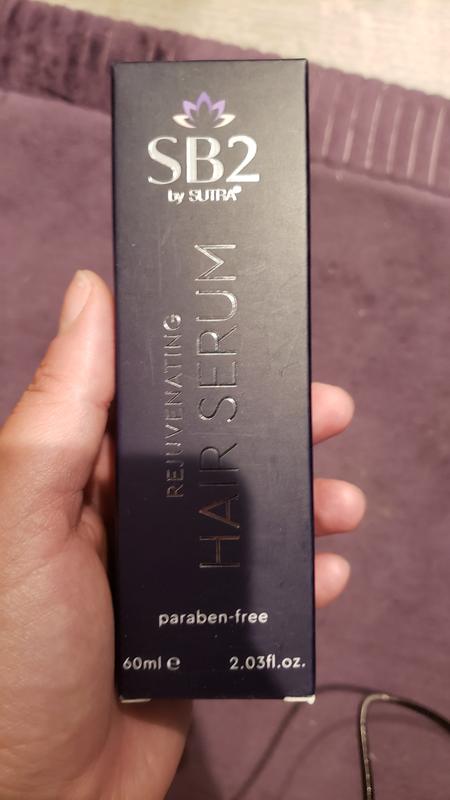 SB2
by SUTRA®
REJUVENATING
HAIR SERUM
paraben-free
60ml ℮ 2.03fl.oz.